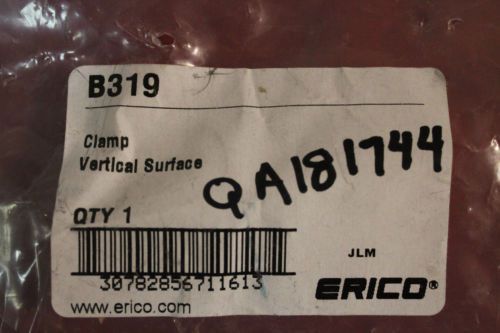 B319
Clamp
Vertical Surface
QA181744
QTY 1
30782856711613
JLM
ERICO®
www.erico.com